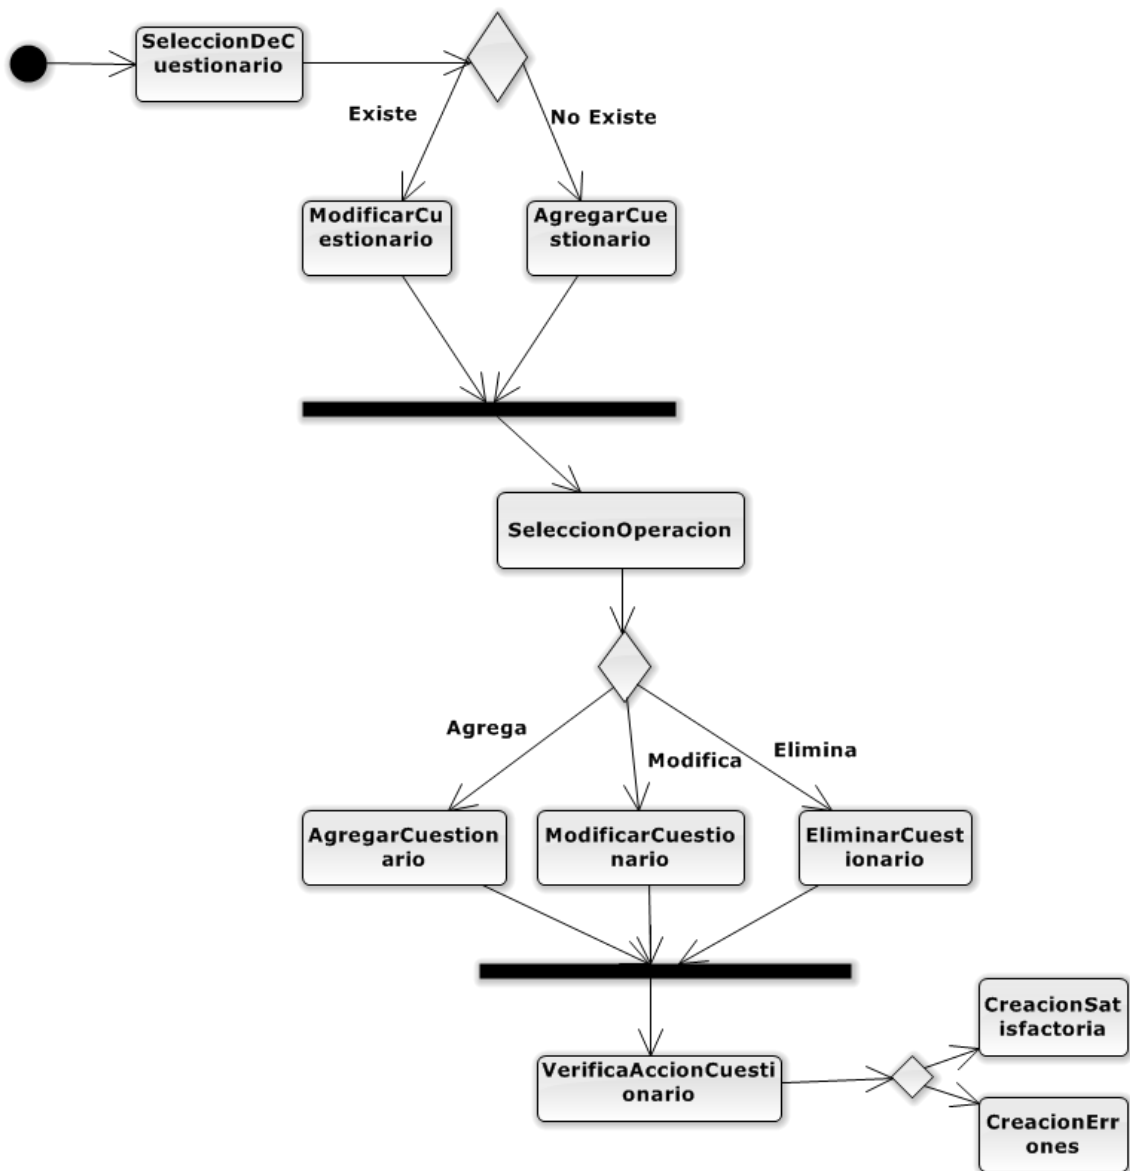 SeleccionDeC
uestionario
Existe
No Existe
ModificarCu
estionario
AgregarCue
stionario
SeleccionOperacion
Agrega
Modifica
Elimina
AgregarCuestion
ario
ModificarCuestio
nario
EliminarCuest
ionario
CreacionSat
isfactoria
VerificaAccionCuesti
onario
CreacionErr
ones